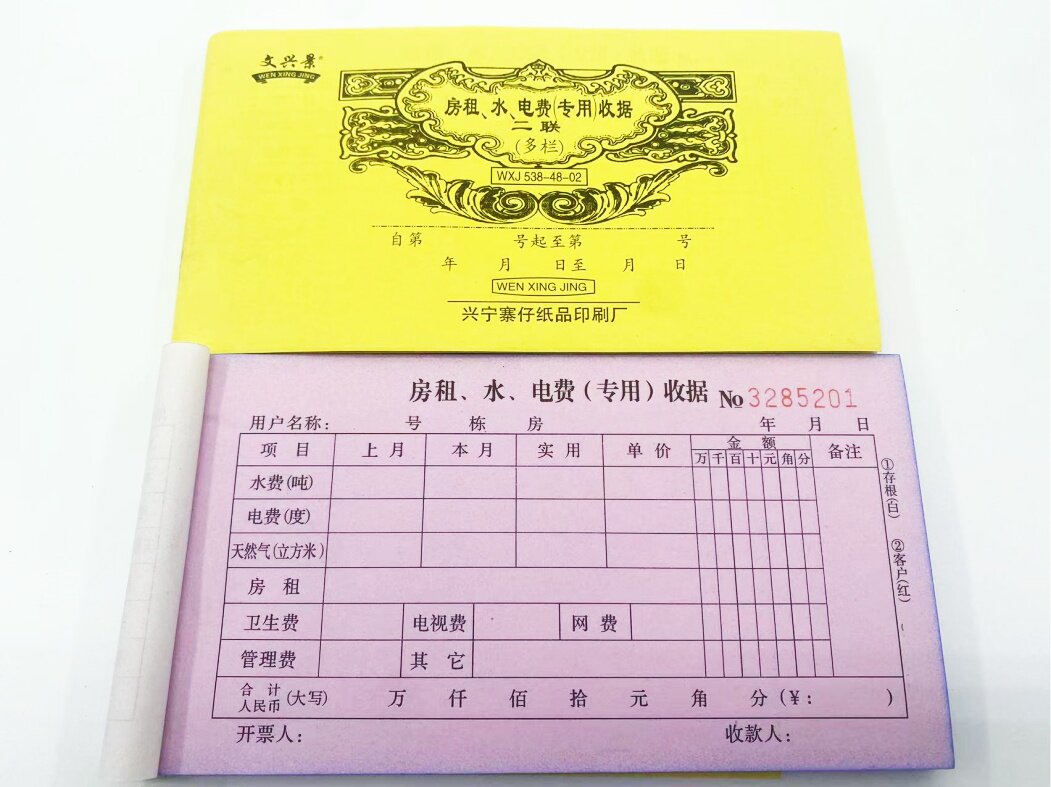 文兴景®
WEN XING JING
房租、水、电费(专用)收据
二联
(多栏)
WXJ 538-48-02
自第 号起至第 号
年 月 日至 月 日
WEN XING JING
兴宁寨仔纸品印刷厂
房租、水、电费(专用)收据 No 3285201
用户名称: 号 栋 房 年 月 日
项目 上月 本月 实用 单价 金额 备注
万 千 百 十 元 角 分
水费(吨)
电费(度)
天然气(立方米)
房租
卫生费 电视费 网费
管理费 其它
合计人民币(大写) 万 仟 佰 拾 元 角 分(¥: )
开票人: 收款人:
①存根(白) ②客户(红)